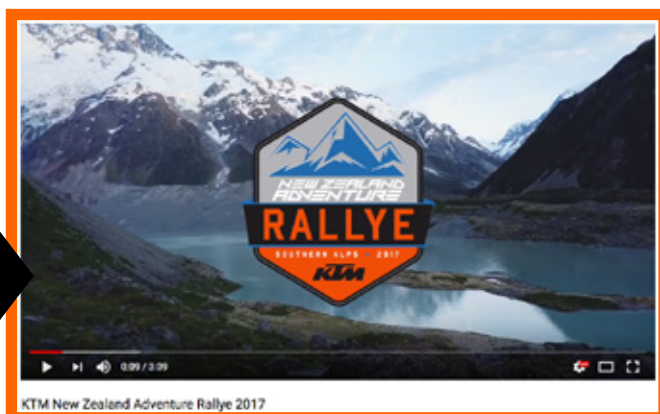 NEW ZEALAND
ADVENTURE
RALLYE
SOUTHERN ALPS • 2017
KTM
0:09 / 3:09
KTM New Zealand Adventure Rallye 2017